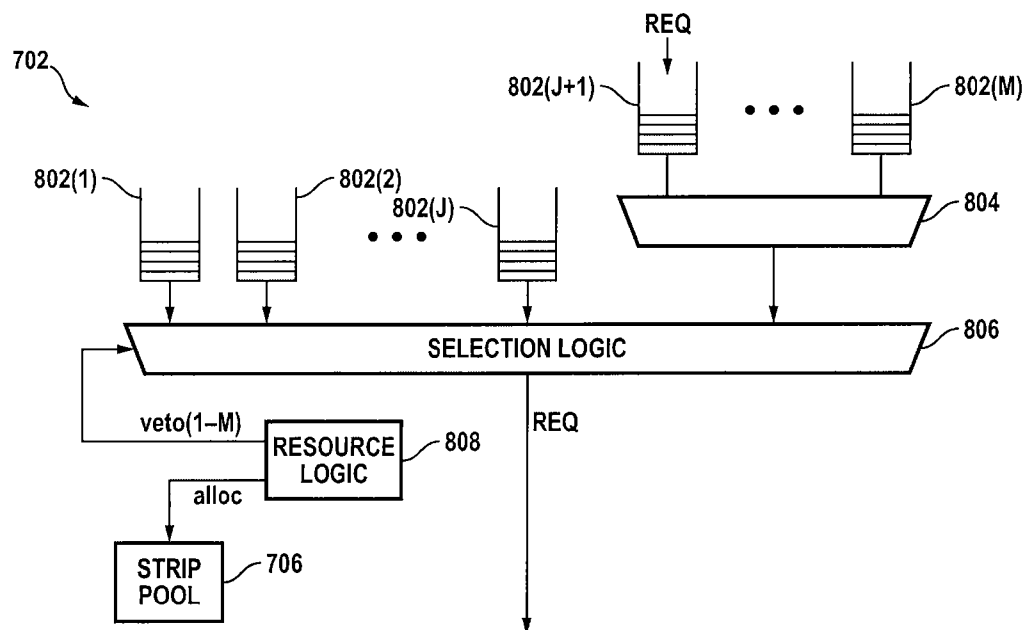 REQ
702
802(J+1)
802(M)
802(1)
802(2)
802(J)
804
SELECTION LOGIC
806
veto(1–M)
REQ
RESOURCE
LOGIC
808
alloc
STRIP
POOL
706